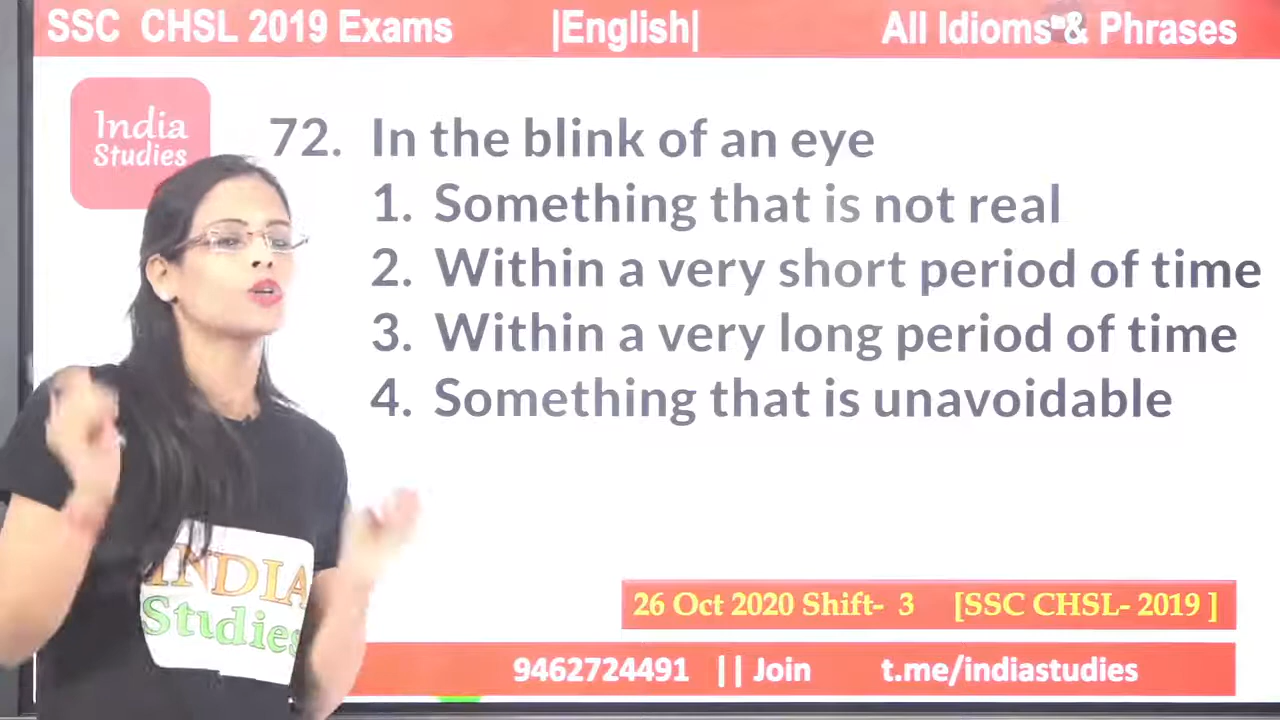 SSC CHSL 2019 Exams |English| All Idioms & Phrases
India
Studies
72. In the blink of an eye
1. Something that is not real
2. Within a very short period of time
3. Within a very long period of time
4. Something that is unavoidable
INDIA
Studies
26 Oct 2020 Shift- 3 [SSC CHSL- 2019 ]
9462724491 || Join t.me/indiastudies